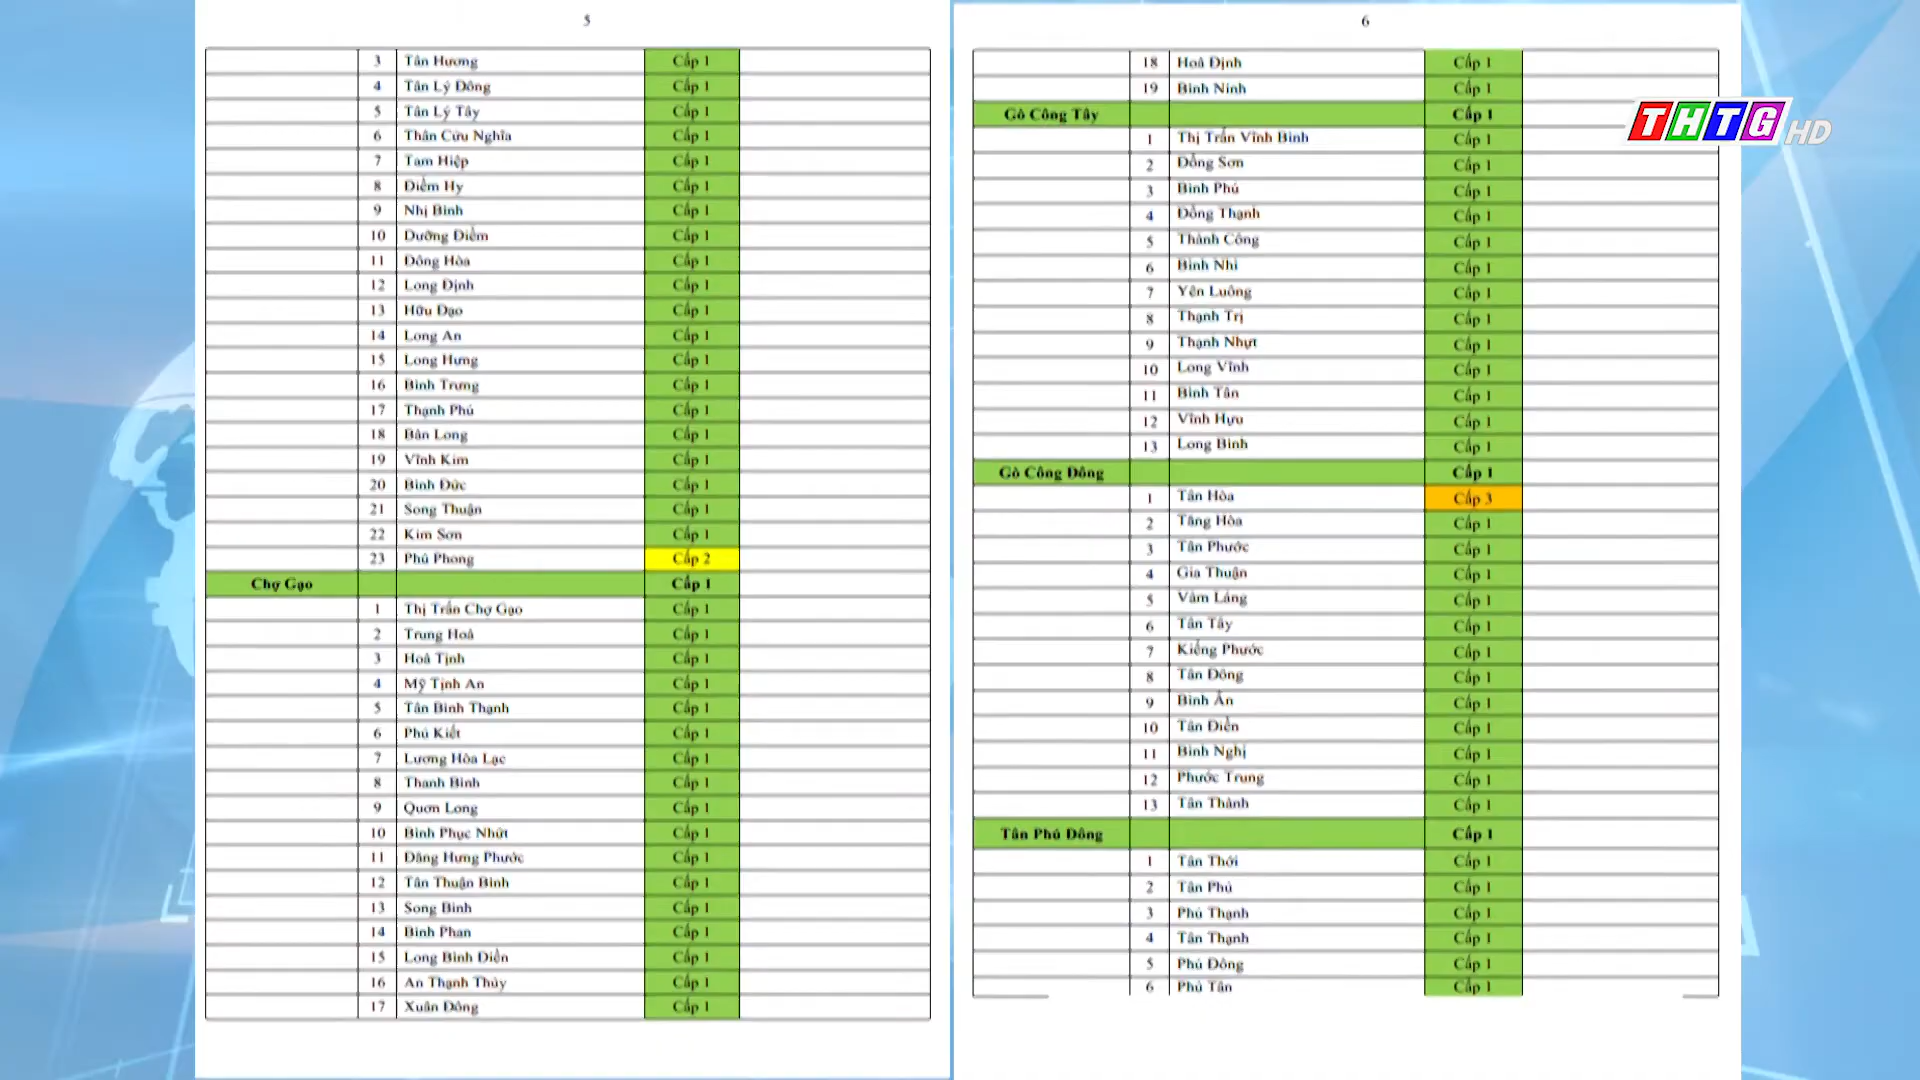 5
3 Tân Hương Cấp 1
4 Tân Lý Đông Cấp 1
5 Tân Lý Tây Cấp 1
6 Thân Cửu Nghĩa Cấp 1
7 Tam Hiệp Cấp 1
8 Điềm Hy Cấp 1
9 Nhị Bình Cấp 1
10 Dưỡng Điềm Cấp 1
11 Đông Hòa Cấp 1
12 Long Định Cấp 1
13 Hữu Đạo Cấp 1
14 Long An Cấp 1
15 Long Hưng Cấp 1
16 Bình Trưng Cấp 1
17 Thạnh Phú Cấp 1
18 Bàn Long Cấp 1
19 Vĩnh Kim Cấp 1
20 Bình Đức Cấp 1
21 Song Thuận Cấp 1
22 Kim Sơn Cấp 1
23 Phú Phong Cấp 2
Chợ Gạo Cấp 1
1 Thị Trấn Chợ Gạo Cấp 1
2 Trung Hoà Cấp 1
3 Hoà Tịnh Cấp 1
4 Mỹ Tịnh An Cấp 1
5 Tân Bình Thạnh Cấp 1
6 Phú Kiết Cấp 1
7 Lương Hòa Lạc Cấp 1
8 Thanh Bình Cấp 1
9 Quơn Long Cấp 1
10 Bình Phục Nhứt Cấp 1
11 Đăng Hưng Phước Cấp 1
12 Tân Thuận Bình Cấp 1
13 Song Bình Cấp 1
14 Bình Phan Cấp 1
15 Long Bình Điền Cấp 1
16 An Thạnh Thủy Cấp 1
17 Xuân Đông Cấp 1
6
18 Hoà Định Cấp 1
19 Bình Ninh Cấp 1
Gò Công Tây Cấp 1
1 Thị Trấn Vĩnh Bình Cấp 1
2 Đồng Sơn Cấp 1
3 Bình Phú Cấp 1
4 Đồng Thạnh Cấp 1
5 Thành Công Cấp 1
6 Bình Nhì Cấp 1
7 Yên Luông Cấp 1
8 Thạnh Trị Cấp 1
9 Thạnh Nhựt Cấp 1
10 Long Vĩnh Cấp 1
11 Bình Tân Cấp 1
12 Vĩnh Hựu Cấp 1
13 Long Bình Cấp 1
Gò Công Đông Cấp 1
1 Tân Hòa Cấp 3
2 Tăng Hòa Cấp 1
3 Tân Phước Cấp 1
4 Gia Thuận Cấp 1
5 Vàm Láng Cấp 1
6 Tân Tây Cấp 1
7 Kiểng Phước Cấp 1
8 Tân Đông Cấp 1
9 Bình Ân Cấp 1
10 Tân Điền Cấp 1
11 Bình Nghị Cấp 1
12 Phước Trung Cấp 1
13 Tân Thành Cấp 1
Tân Phú Đông Cấp 1
1 Tân Thới Cấp 1
2 Tân Phú Cấp 1
3 Phú Thạnh Cấp 1
4 Tân Thạnh Cấp 1
5 Phú Đông Cấp 1
6 Phú Tân Cấp 1
THTG HD